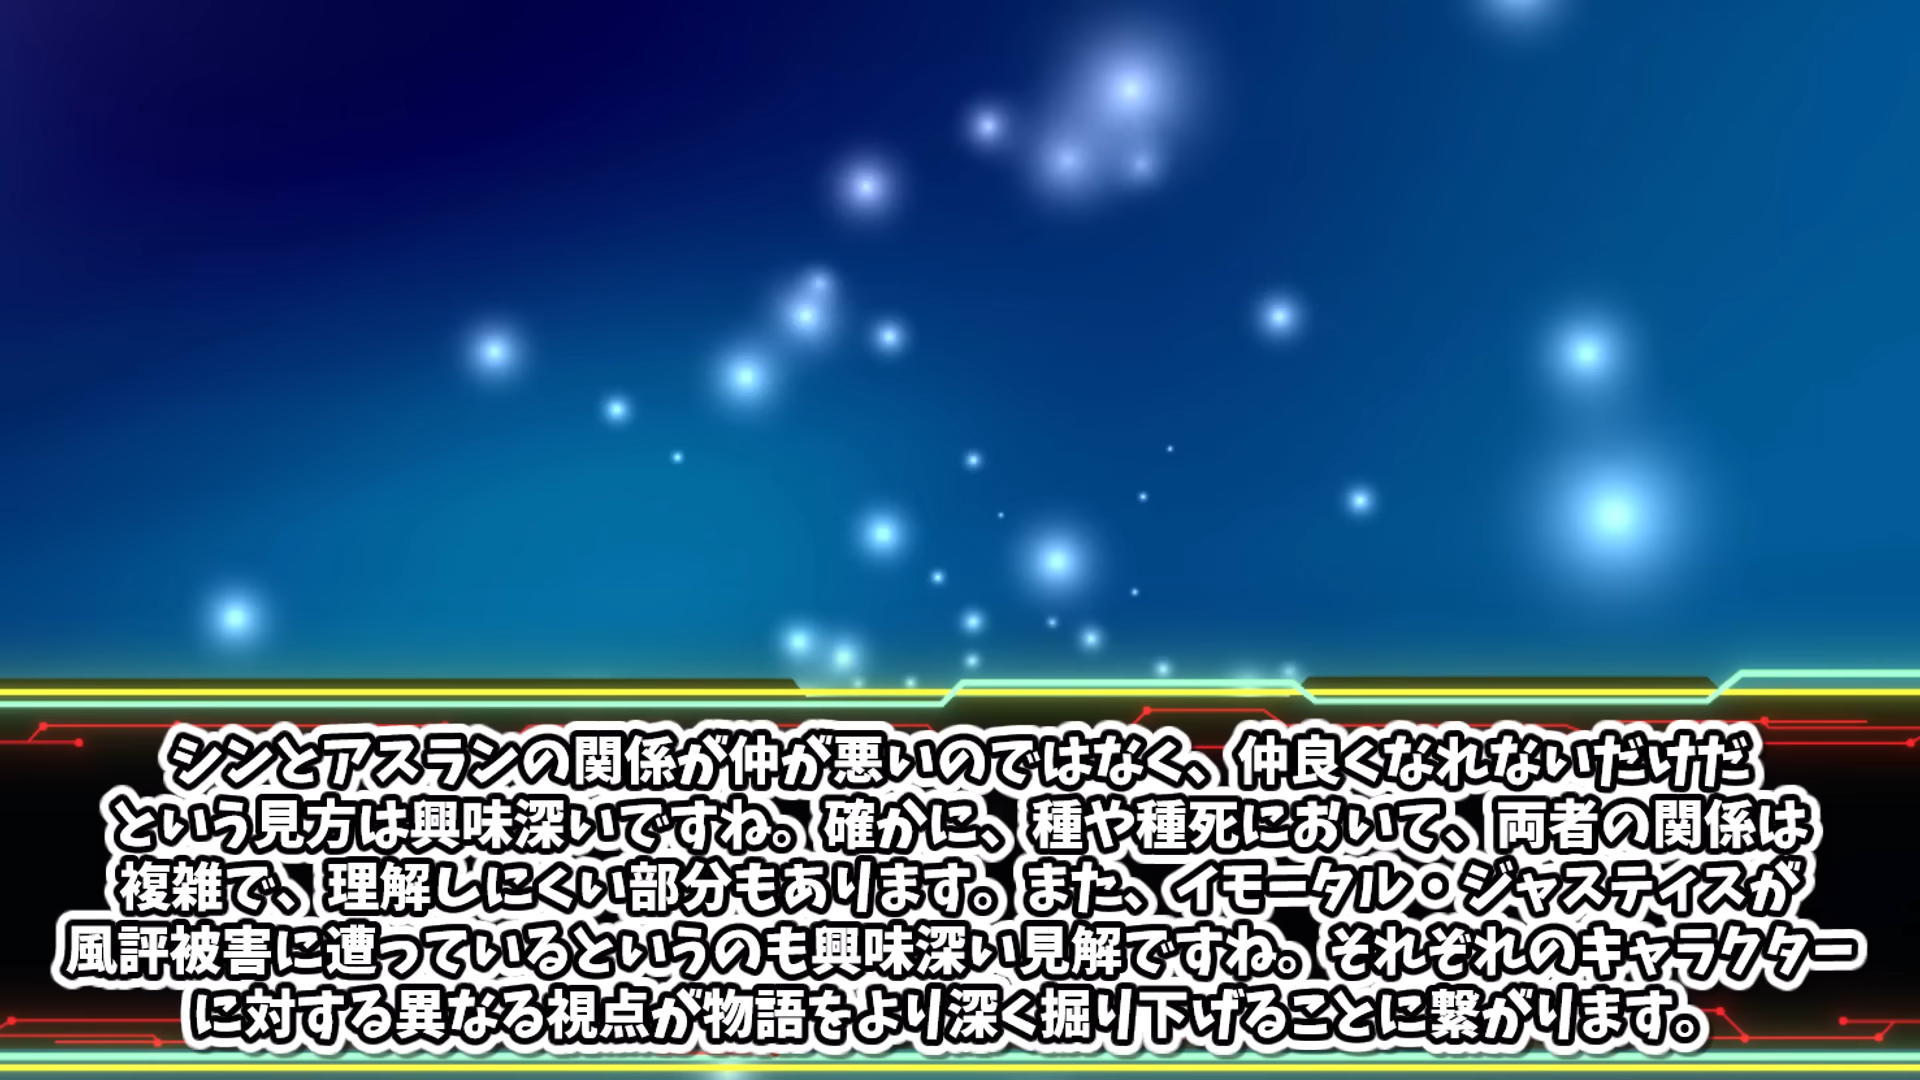 シンとアスランの関係が仲が悪いのではなく、仲良くなれないだけだ
という見方は興味深いですね。確かに、種や種死において、両者の関係は
複雑で、理解しにくい部分もあります。また、イモータル・ジャスティスが
風評被害に遭っているというのも興味深い見解ですね。それぞれのキャラクター
に対する異なる視点が物語をより深く掘り下げることに繋がります。